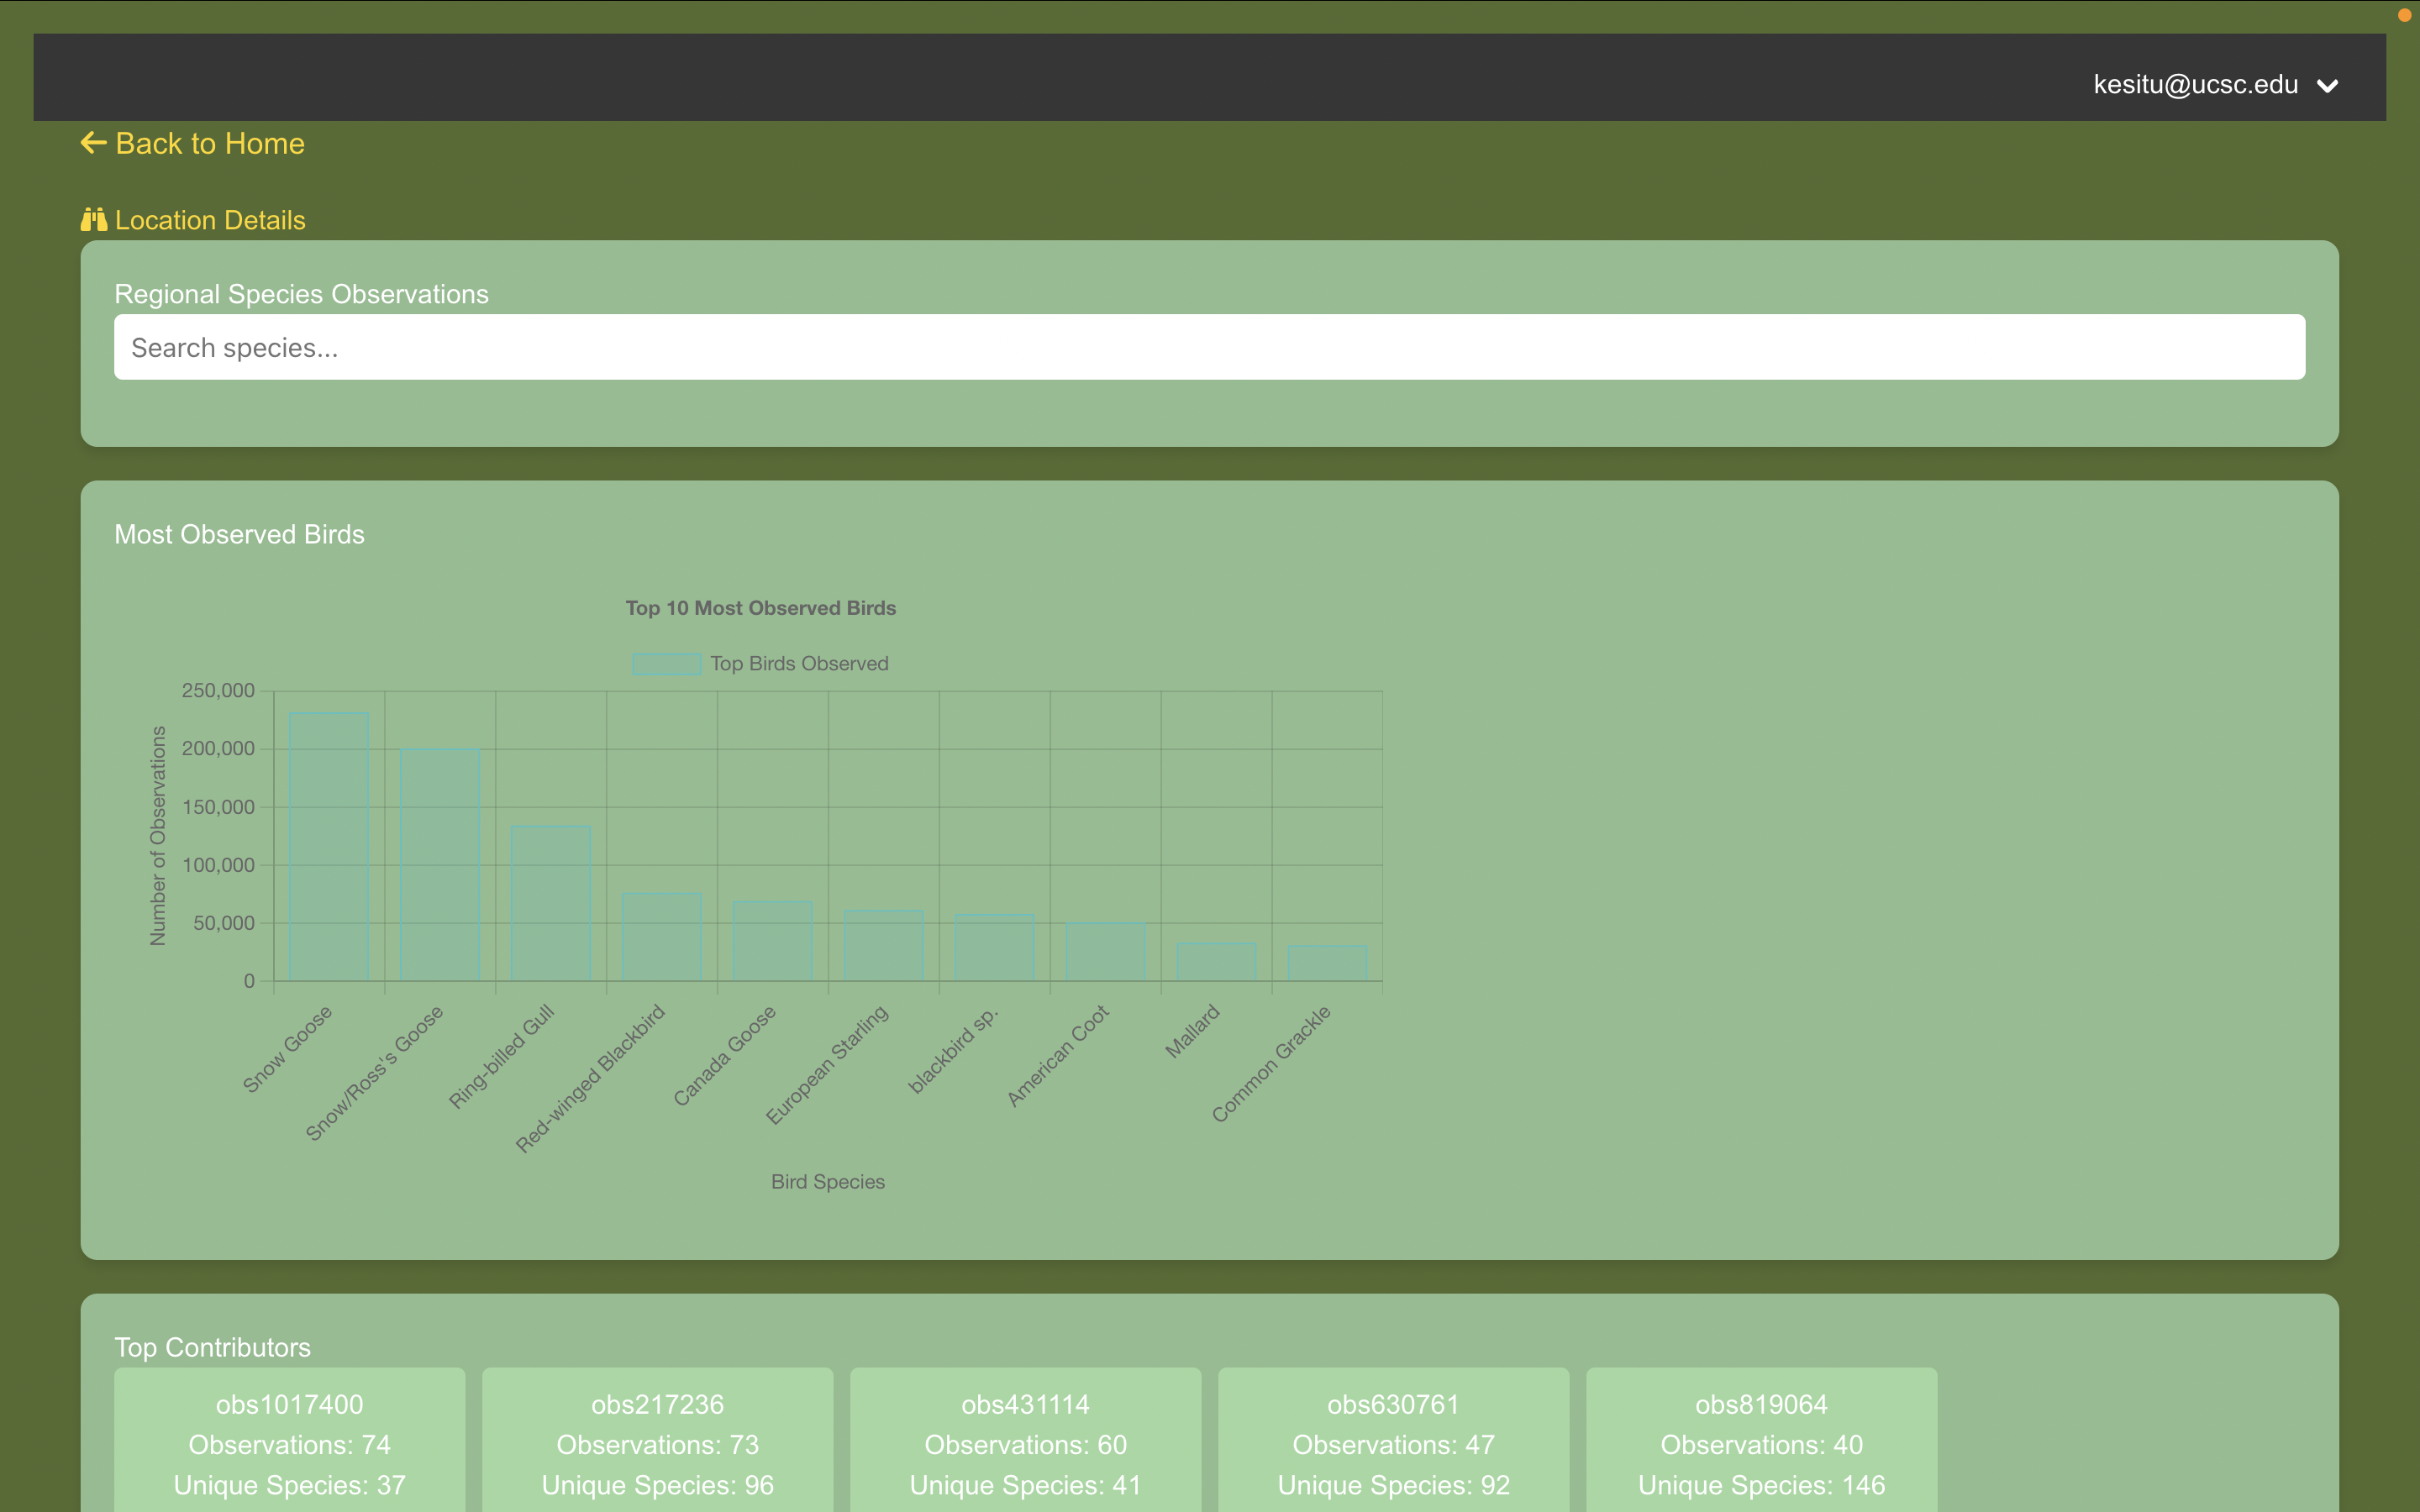 kesitu@ucsc.edu
Back to Home
Location Details
Regional Species Observations
Search species...
Most Observed Birds
Top 10 Most Observed Birds
Top Birds Observed
Number of Observations
250,000
200,000
150,000
100,000
50,000
0
Snow Goose
Snow/Ross's Goose
Ring-billed Gull
Red-winged Blackbird
Canada Goose
European Starling
blackbird sp.
American Coot
Mallard
Common Grackle
Bird Species
Top Contributors
obs1017400
Observations: 74
Unique Species: 37
obs217236
Observations: 73
Unique Species: 96
obs431114
Observations: 60
Unique Species: 41
obs630761
Observations: 47
Unique Species: 92
obs819064
Observations: 40
Unique Species: 146